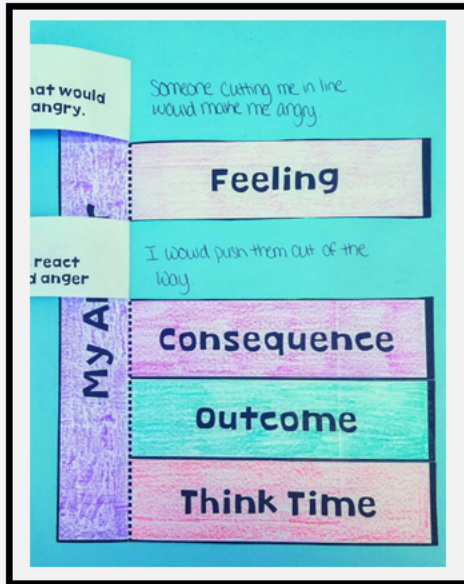 hat would
angry.
Someone cutting me in line
would make me angry.
Feeling
react
anger
I would push them out of the
way.
My
Consequence
Outcome
Think Time